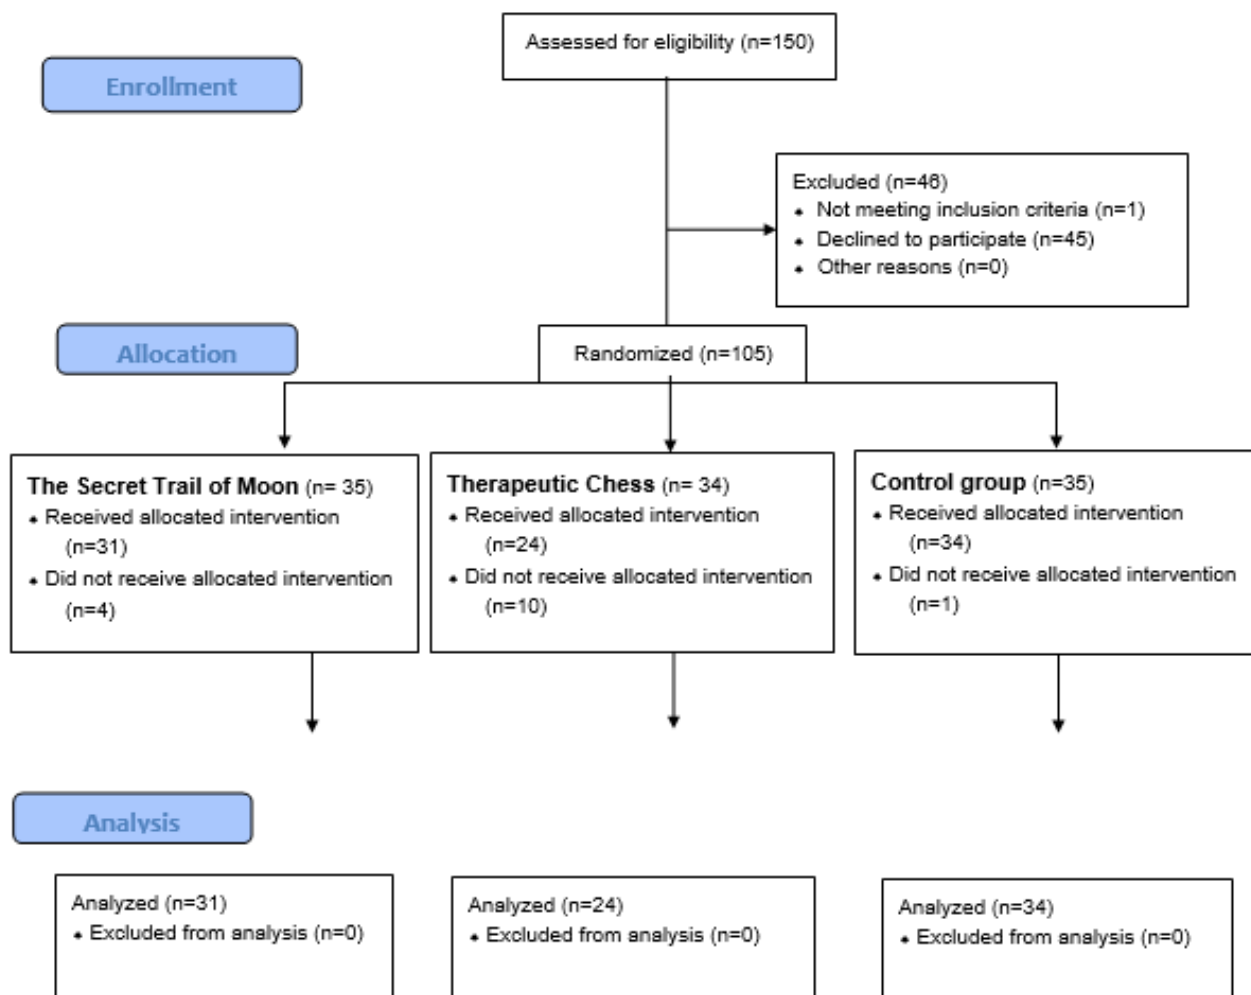 Assessed for eligibility (n=150)
Enrollment
Excluded (n=46)
♦ Not meeting inclusion criteria (n=1)
♦ Declined to participate (n=45)
♦ Other reasons (n=0)
Allocation
Randomized (n=105)
The Secret Trail of Moon (n= 35)
♦ Received allocated intervention
(n=31)
♦ Did not receive allocated intervention
(n=4)
Therapeutic Chess (n= 34)
♦ Received allocated intervention
(n=24)
♦ Did not receive allocated intervention
(n=10)
Control group (n=35)
♦ Received allocated intervention
(n=34)
♦ Did not receive allocated intervention
(n=1)
Analysis
Analyzed (n=31)
♦ Excluded from analysis (n=0)
Analyzed (n=24)
♦ Excluded from analysis (n=0)
Analyzed (n=34)
♦ Excluded from analysis (n=0)